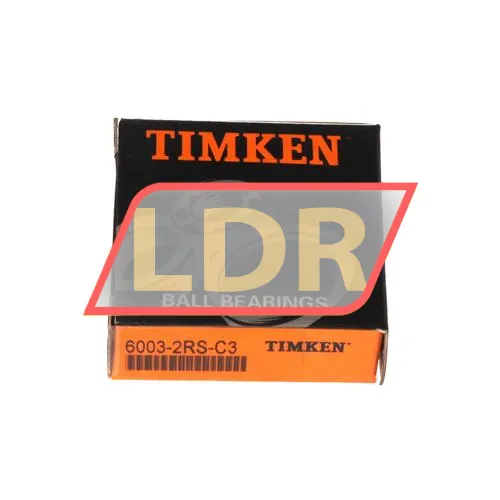 TIMKEN
LDR
BALL BEARINGS
6003-2RS-C3
TIMKEN